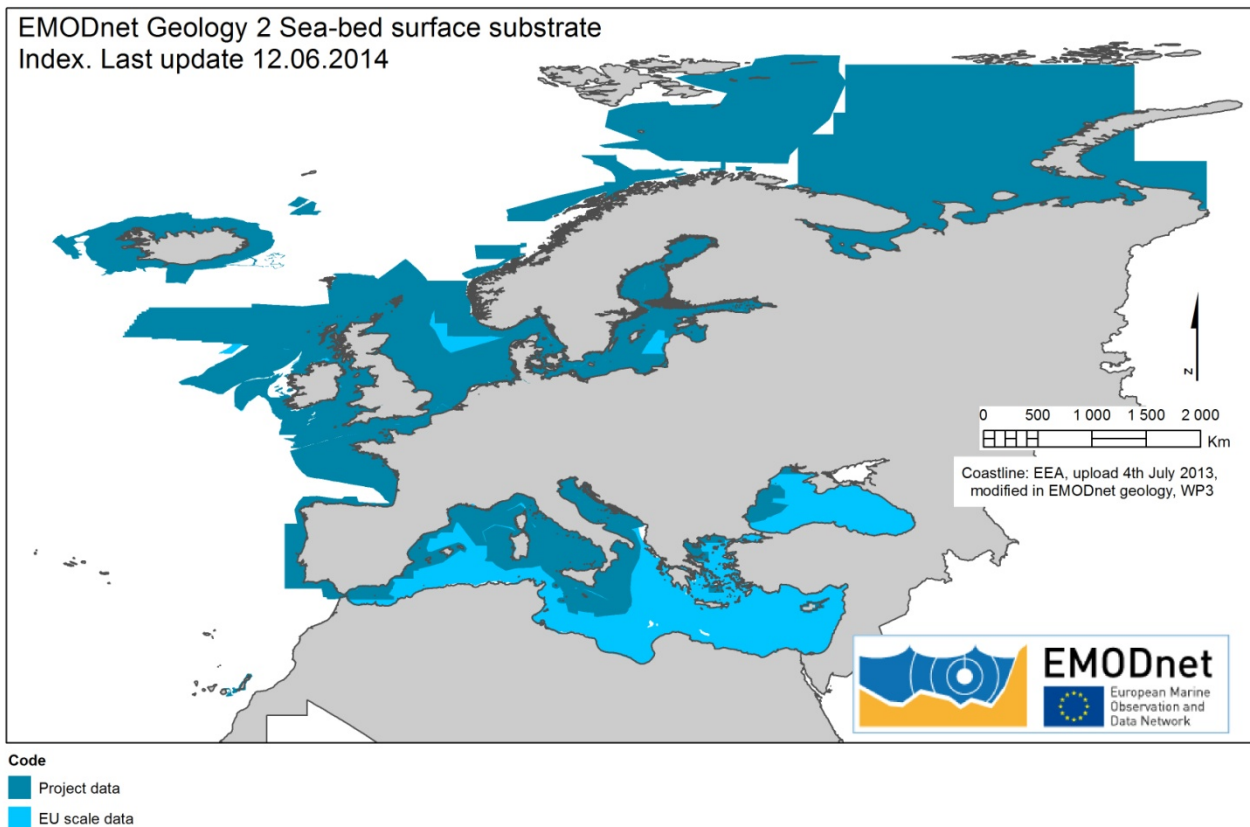 EMODnet Geology 2 Sea-bed surface substrate
Index. Last update 12.06.2014
N
0 500 1 000 1 500 2 000
Km
Coastline: EEA, upload 4th July 2013,
modified in EMODnet geology, WP3
EMODnet
European Marine
Observation and
Data Network
Code
Project data
EU scale data